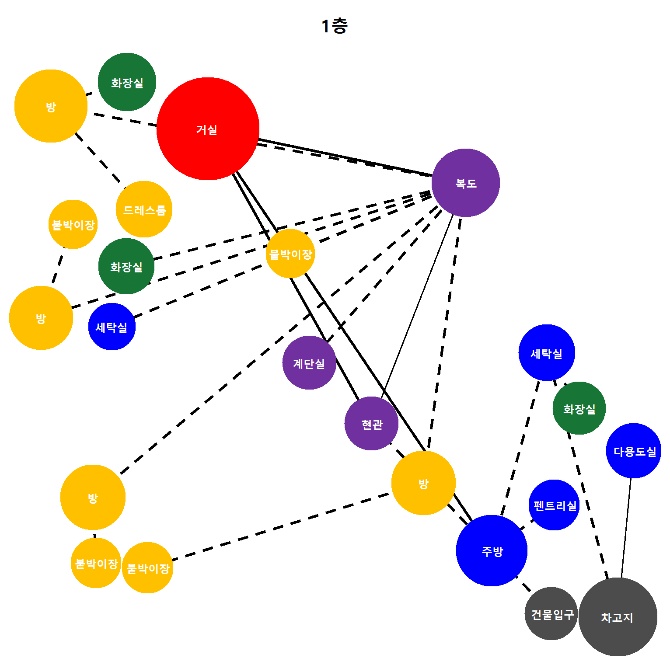 1층
화장실
방
거실
복도
드레스룸
붙박이장
붙박이장
화장실
방
세탁실
계단실
세탁실
화장실
현관
다용도실
방
방
펜트리실
주방
붙박이장
붙박이장
건물입구
차고지